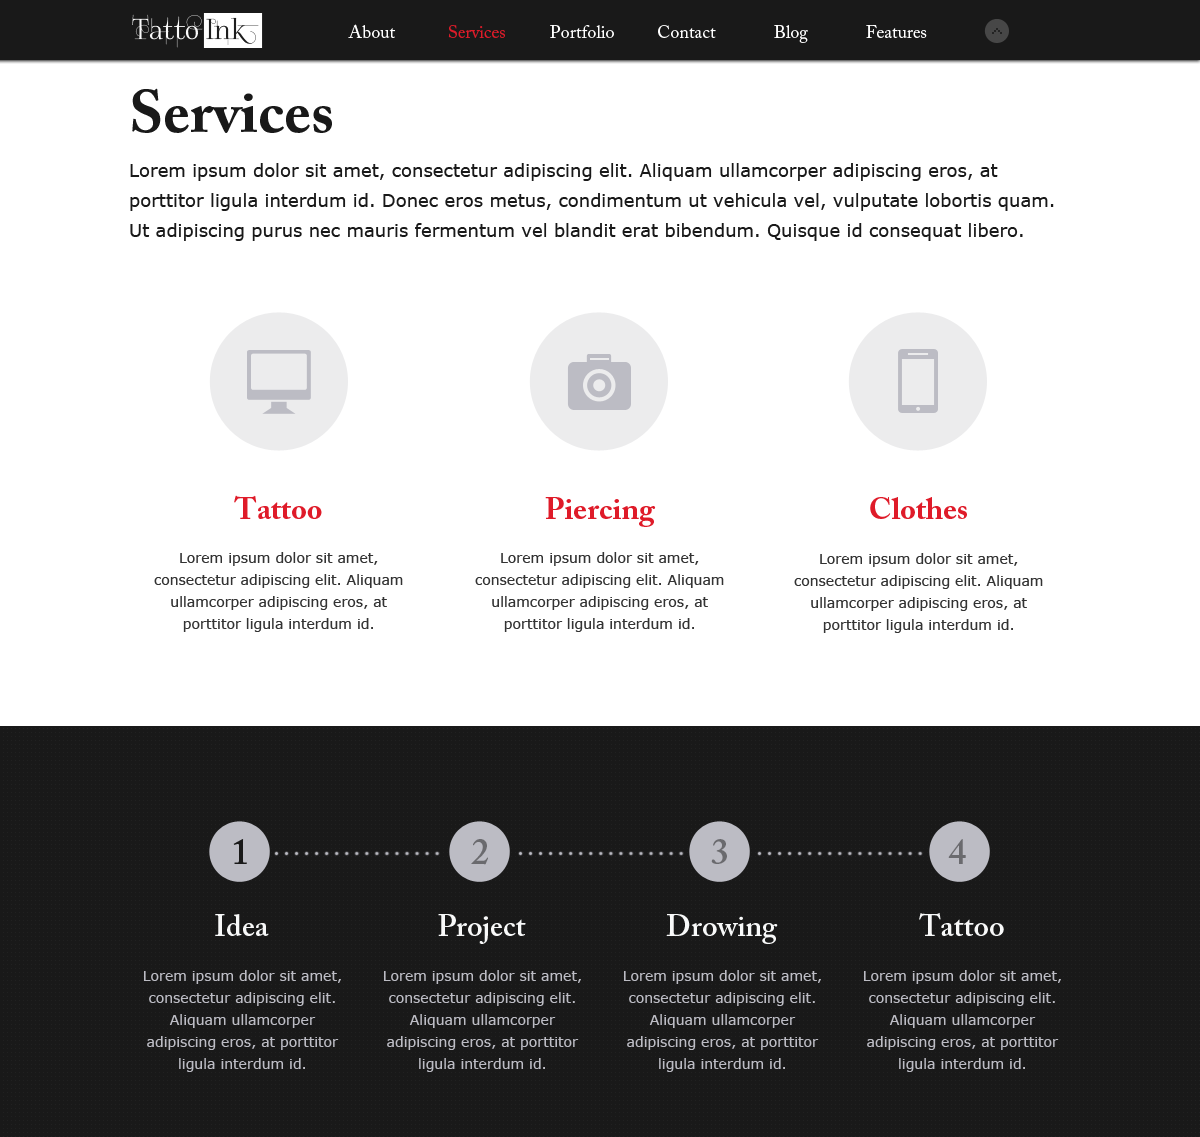 Tatto Ink
About Services Portfolio Contact Blog Features
Services
Lorem ipsum dolor sit amet, consectetur adipiscing elit. Aliquam ullamcorper adipiscing eros, at
porttitor ligula interdum id. Donec eros metus, condimentum ut vehicula vel, vulputate lobortis quam.
Ut adipiscing purus nec mauris fermentum vel blandit erat bibendum. Quisque id consequat libero.
Tattoo
Lorem ipsum dolor sit amet,
consectetur adipiscing elit. Aliquam
ullamcorper adipiscing eros, at
porttitor ligula interdum id.
Piercing
Lorem ipsum dolor sit amet,
consectetur adipiscing elit. Aliquam
ullamcorper adipiscing eros, at
porttitor ligula interdum id.
Clothes
Lorem ipsum dolor sit amet,
consectetur adipiscing elit. Aliquam
ullamcorper adipiscing eros, at
porttitor ligula interdum id.
1
Idea
Lorem ipsum dolor sit amet,
consectetur adipiscing elit.
Aliquam ullamcorper
adipiscing eros, at porttitor
ligula interdum id.
2
Project
Lorem ipsum dolor sit amet,
consectetur adipiscing elit.
Aliquam ullamcorper
adipiscing eros, at porttitor
ligula interdum id.
3
Drowing
Lorem ipsum dolor sit amet,
consectetur adipiscing elit.
Aliquam ullamcorper
adipiscing eros, at porttitor
ligula interdum id.
4
Tattoo
Lorem ipsum dolor sit amet,
consectetur adipiscing elit.
Aliquam ullamcorper
adipiscing eros, at porttitor
ligula interdum id.